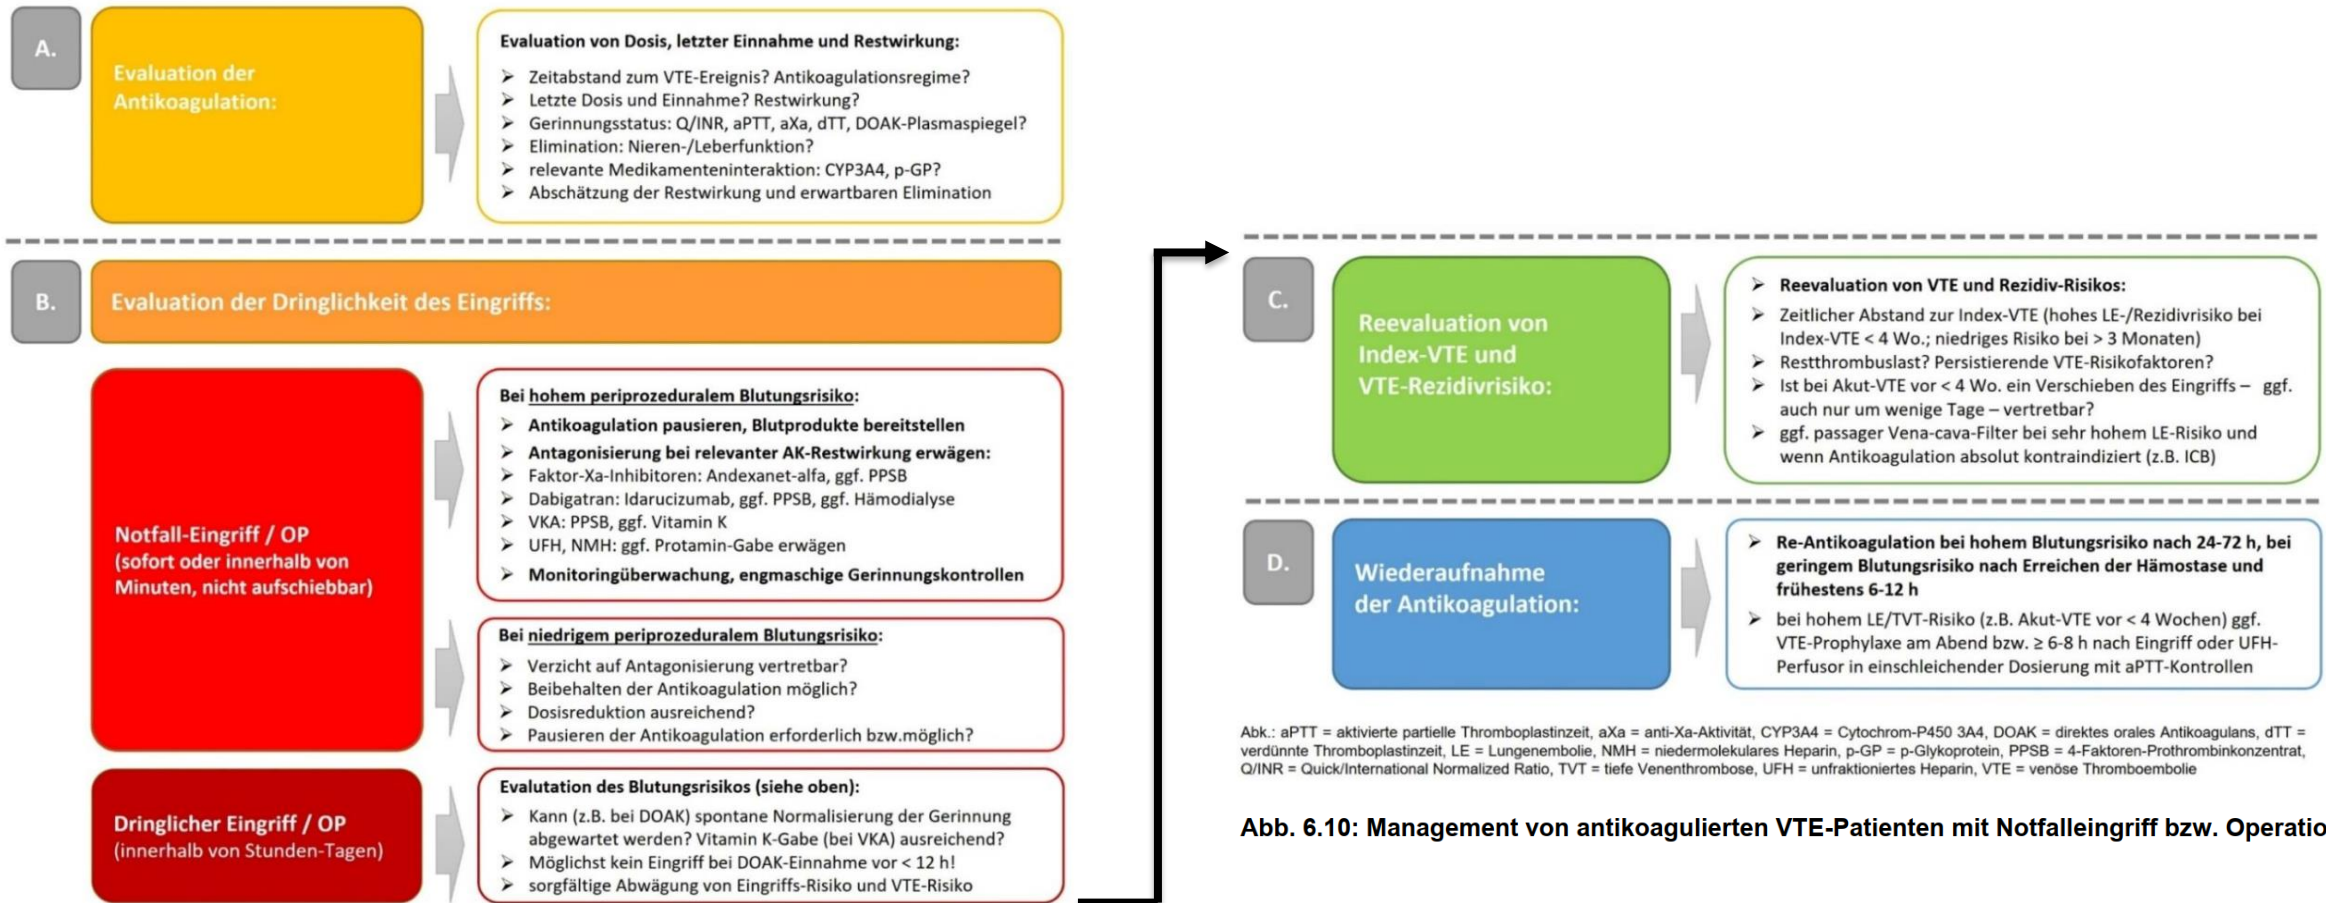 A.
Evaluation der
Antikoagulation:
Evaluation von Dosis, letzter Einnahme und Restwirkung:
➢ Zeitabstand zum VTE-Ereignis? Antikoagulationsregime?
➢ Letzte Dosis und Einnahme? Restwirkung?
➢ Gerinnungsstatus: Q/INR, aPTT, aXa, dTT, DOAK-Plasmaspiegel?
➢ Elimination: Nieren-/Leberfunktion?
➢ relevante Medikamenteninteraktion: CYP3A4, p-GP?
➢ Abschätzung der Restwirkung und erwartbaren Elimination
B.
Evaluation der Dringlichkeit des Eingriffs:
Notfall-Eingriff / OP
(sofort oder innerhalb von
Minuten, nicht aufschiebbar)
Bei hohem periprozeduralem Blutungsrisiko:
➢ Antikoagulation pausieren, Blutprodukte bereitstellen
➢ Antagonisierung bei relevanter AK-Restwirkung erwägen:
➢ Faktor-Xa-Inhibitoren: Andexanet-alfa, ggf. PPSB
➢ Dabigatran: Idarucizumab, ggf. PPSB, ggf. Hämodialyse
➢ VKA: PPSB, ggf. Vitamin K
➢ UFH, NMH: ggf. Protamin-Gabe erwägen
➢ Monitoringüberwachung, engmaschige Gerinnungskontrollen
Bei niedrigem periprozeduralem Blutungsrisiko:
➢ Verzicht auf Antagonisierung vertretbar?
➢ Beibehalten der Antikoagulation möglich?
➢ Dosisreduktion ausreichend?
➢ Pausieren der Antikoagulation erforderlich bzw.möglich?
Dringlicher Eingriff / OP
(innerhalb von Stunden-Tagen)
Evalutation des Blutungsrisikos (siehe oben):
➢ Kann (z.B. bei DOAK) spontane Normalisierung der Gerinnung
abgewartet werden? Vitamin K-Gabe (bei VKA) ausreichend?
➢ Möglichst kein Eingriff bei DOAK-Einnahme vor < 12 h!
➢ sorgfältige Abwägung von Eingriffs-Risiko und VTE-Risiko
C.
Reevaluation von
Index-VTE und
VTE-Rezidivrisiko:
➢ Reevaluation von VTE und Rezidiv-Risikos:
➢ Zeitlicher Abstand zur Index-VTE (hohes LE-/Rezidivrisiko bei
Index-VTE < 4 Wo.; niedriges Risiko bei > 3 Monaten)
➢ Restthrombuslast? Persistierende VTE-Risikofaktoren?
➢ Ist bei Akut-VTE vor < 4 Wo. ein Verschieben des Eingriffs – ggf.
auch nur um wenige Tage – vertretbar?
➢ ggf. passager Vena-cava-Filter bei sehr hohem LE-Risiko und
wenn Antikoagulation absolut kontraindiziert (z.B. ICB)
D.
Wiederaufnahme
der Antikoagulation:
➢ Re-Antikoagulation bei hohem Blutungsrisiko nach 24-72 h, bei
geringem Blutungsrisiko nach Erreichen der Hämostase und
frühestens 6-12 h
➢ bei hohem LE/TVT-Risiko (z.B. Akut-VTE vor < 4 Wochen) ggf.
VTE-Prophylaxe am Abend bzw. ≥ 6-8 h nach Eingriff oder UFH-
Perfusor in einschleichender Dosierung mit aPTT-Kontrollen
Abk.: aPTT = aktivierte partielle Thromboplastinzeit, aXa = anti-Xa-Aktivität, CYP3A4 = Cytochrom-P450 3A4, DOAK = direktes orales Antikoagulans, dTT =
verdünnte Thromboplastinzeit, LE = Lungenembolie, NMH = niedermolekulares Heparin, p-GP = p-Glykoprotein, PPSB = 4-Faktoren-Prothrombinkonzentrat,
Q/INR = Quick/International Normalized Ratio, TVT = tiefe Venenthrombose, UFH = unfraktioniertes Heparin, VTE = venöse Thromboembolie
Abb. 6.10: Management von antikoagulierten VTE-Patienten mit Notfalleingriff bzw. Operatio